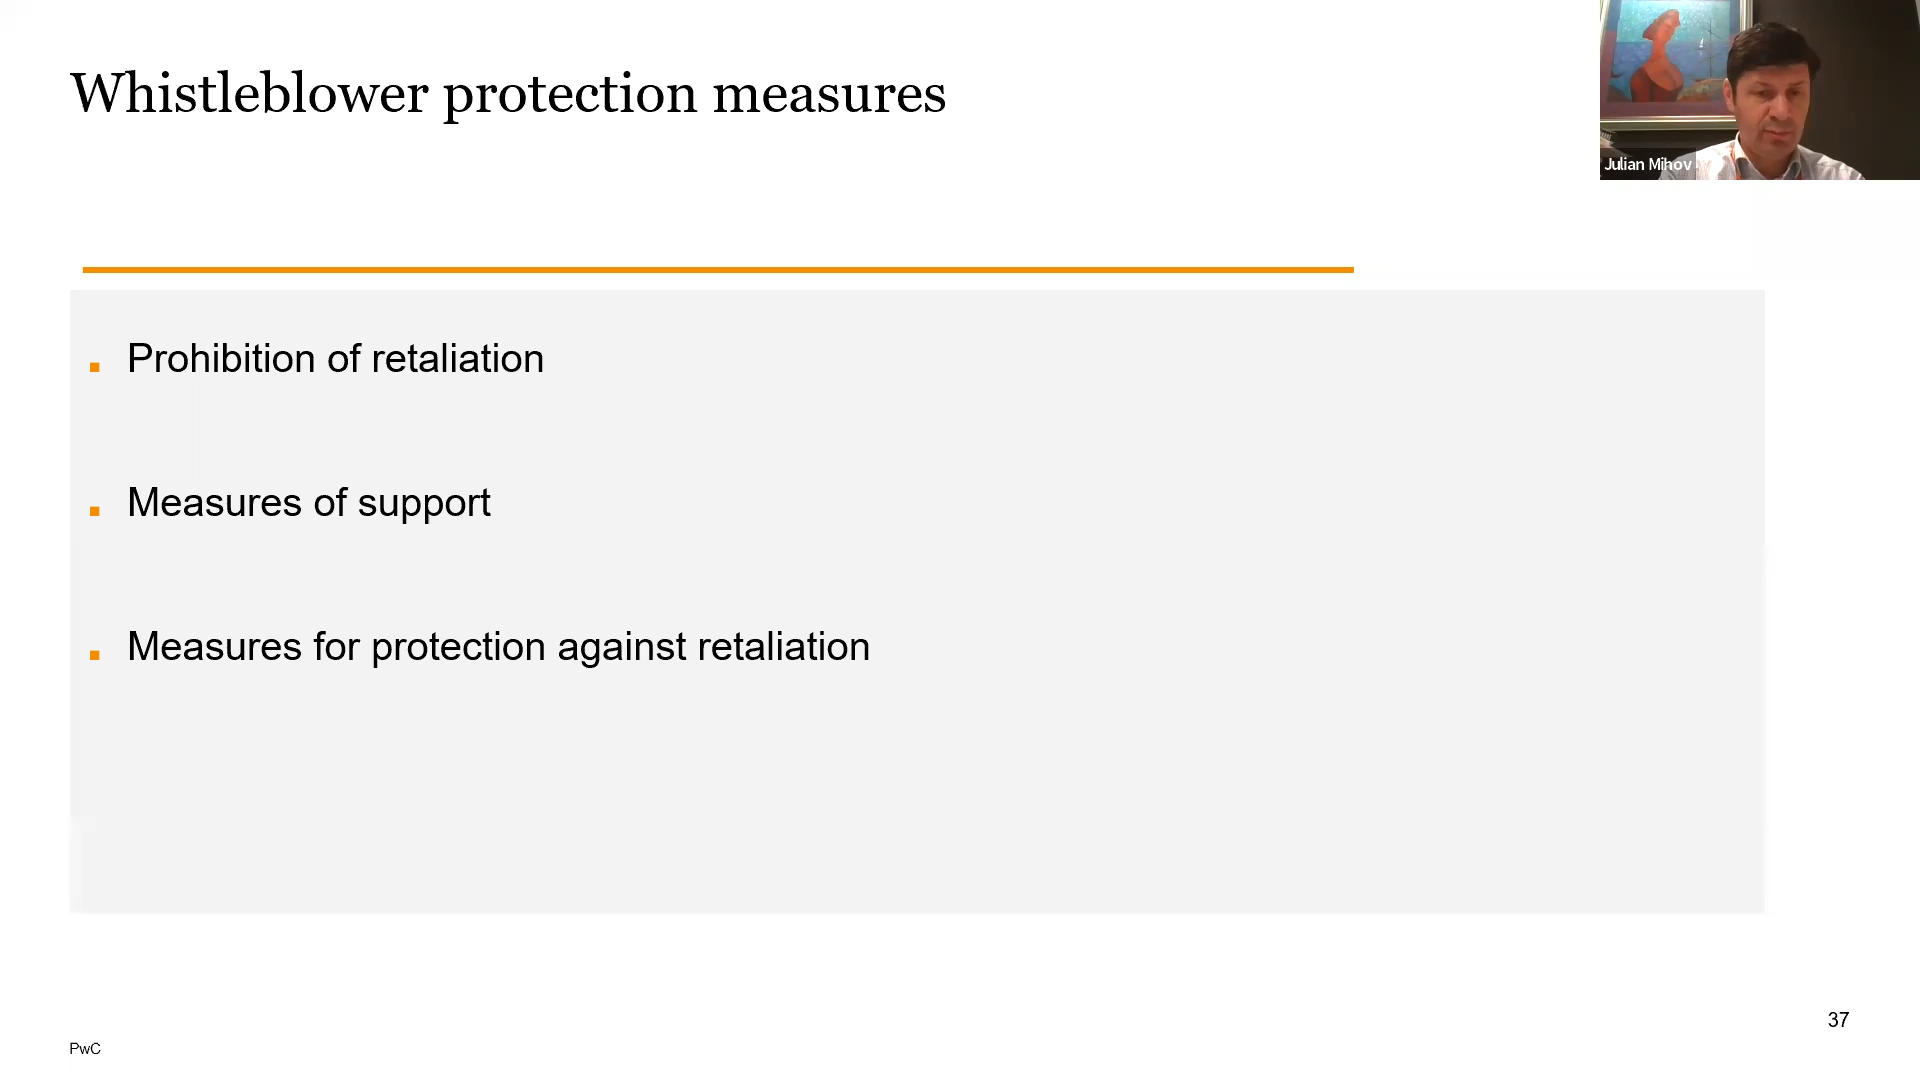 Whistleblower protection measures
Julian Mihov
Prohibition of retaliation
Measures of support
Measures for protection against retaliation
37
PwC